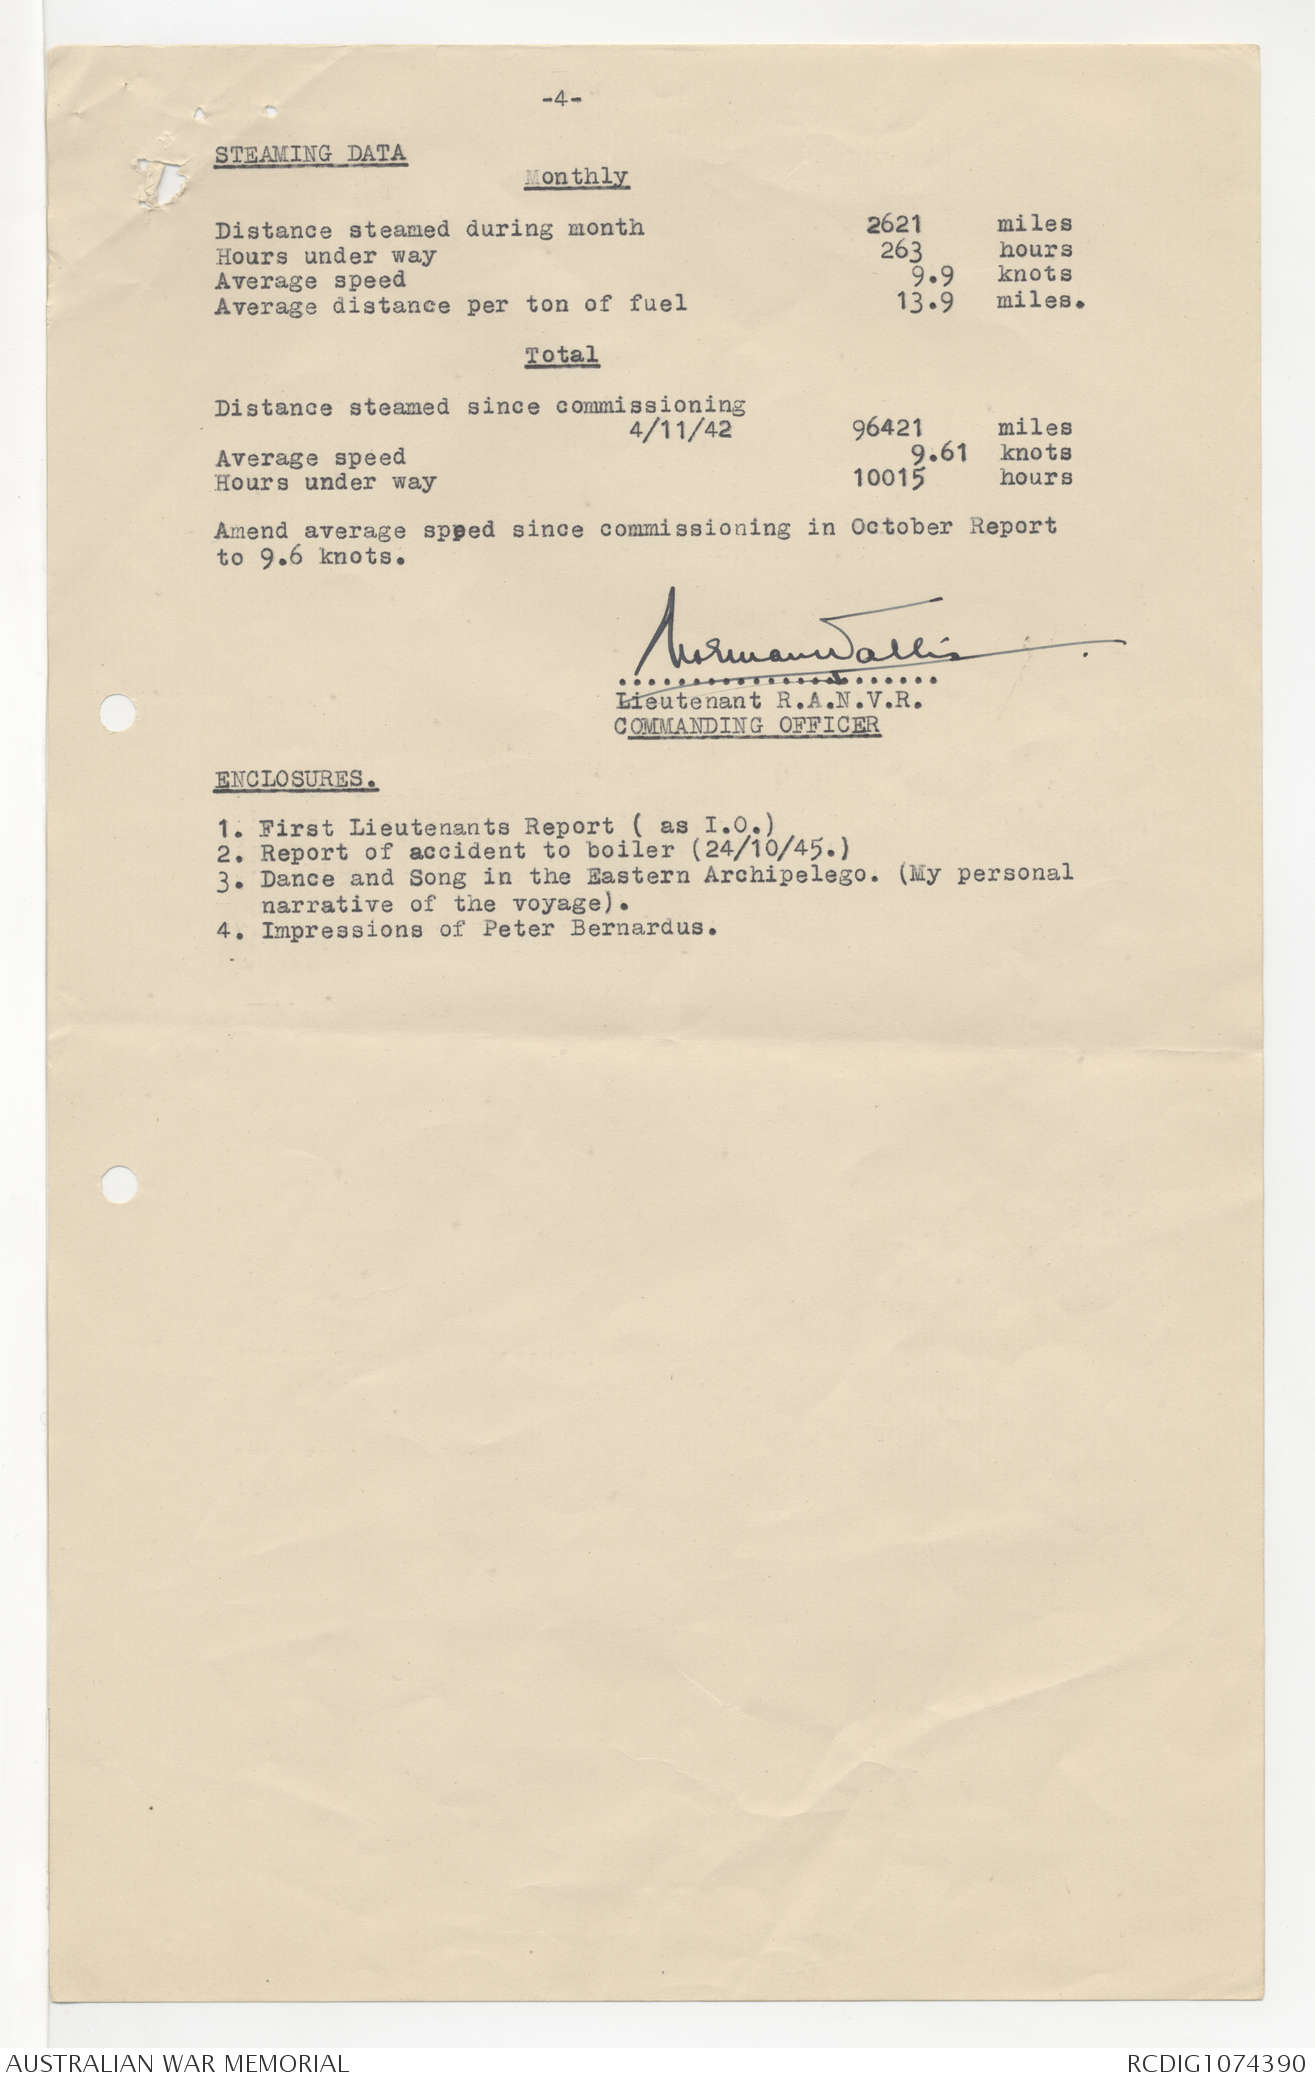 -4-
STEAMING DATA
Monthly
Distance steamed during month 2621 miles
Hours under way 263 hours
Average speed 9.9 knots
Average distance per ton of fuel 13.9 miles.
Total
Distance steamed since commissioning
4/11/42 96421 miles
Average speed 9.61 knots
Hours under way 10015 hours
Amend average speed since commissioning in October Report
to 9.6 knots.
Norman Wallis
....................
Lieutenant R.A.N.V.R.
COMMANDING OFFICER
ENCLOSURES.
1. First Lieutenants Report ( as I.O.)
2. Report of accident to boiler (24/10/45.)
3. Dance and Song in the Eastern Archipelego. (My personal
narrative of the voyage).
4. Impressions of Peter Bernardus.
AUSTRALIAN WAR MEMORIAL RCDIG1074390